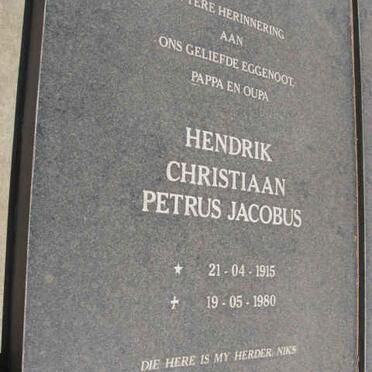 TERE HERINNERING
AAN
ONS GELIEFDE EGGENOOT,
PAPPA EN OUPA
HENDRIK
CHRISTIAAN
PETRUS JACOBUS
★ 21 - 04 - 1915
✝ 19 - 05 - 1980
DIE HERE IS MY HERDER, NIKS